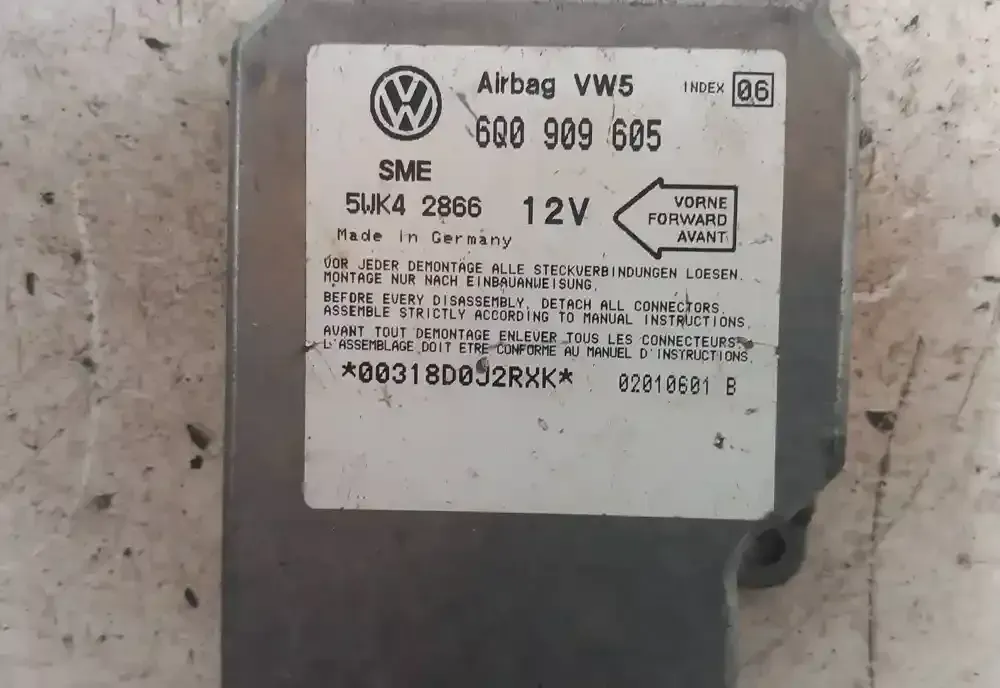 Airbag VW5 INDEX 06
6Q0 909 605
SME
5WK4 2866 12V
VORNE
FORWARD
AVANT
Made in Germany
VOR JEDER DEMONTAGE ALLE STECKVERBINDUNGEN LOESEN.
MONTAGE NUR NACH EINBAUANWEISUNG.
BEFORE EVERY DISASSEMBLY, DETACH ALL CONNECTORS.
ASSEMBLE STRICTLY ACCORDING TO MANUAL INSTRUCTIONS.
AVANT TOUT DEMONTAGE ENLEVER TOUS LES CONNECTEURS.
L'ASSEMBLAGE DOIT ETRE CONFORME AU MANUEL D'INSTRUCTIONS.
*00318D0J2RXK* 02010601 B